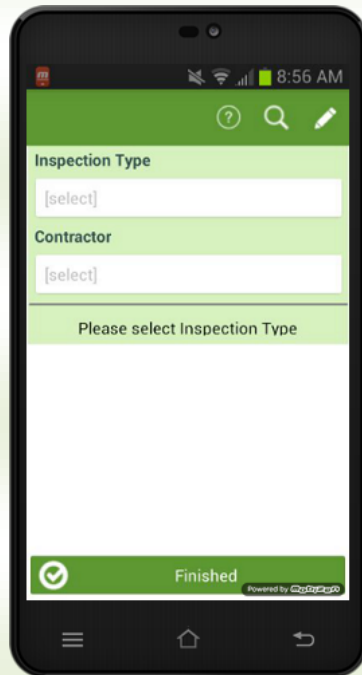 8:56 AM
?
Inspection Type
[select]
Contractor
[select]
Please select Inspection Type
Finished
Powered by